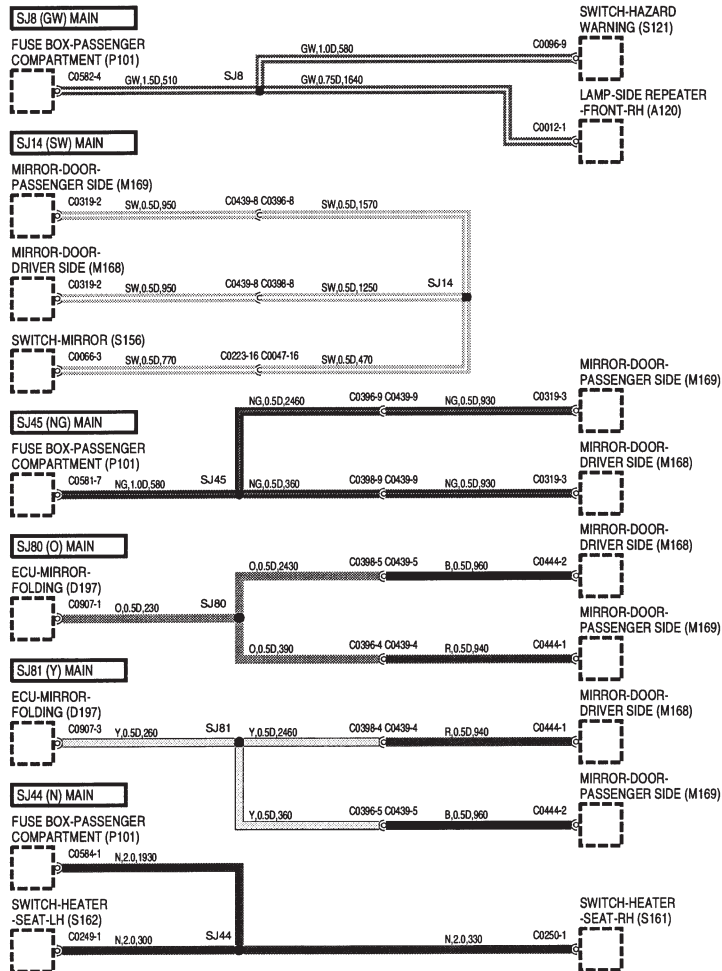 SJ8 (GW) MAIN
FUSE BOX-PASSENGER
COMPARTMENT (P101)
C0582-4
GW,1.5D,510
SJ8
GW,1.0D,580
GW,0.75D,1640
C0096-9
SWITCH-HAZARD
WARNING (S121)
LAMP-SIDE REPEATER
-FRONT-RH (A120)
C0012-1
SJ14 (SW) MAIN
MIRROR-DOOR-
PASSENGER SIDE (M169)
C0319-2
SW,0.5D,950
C0439-8 C0396-8
SW,0.5D,1570
MIRROR-DOOR-
DRIVER SIDE (M168)
C0319-2
SW,0.5D,950
C0439-8 C0398-8
SW,0.5D,1250
SJ14
SWITCH-MIRROR (S156)
C0066-3
SW,0.5D,770
C0223-16 C0047-16
SW,0.5D,470
SJ45 (NG) MAIN
FUSE BOX-PASSENGER
COMPARTMENT (P101)
C0581-7
NG,1.0D,580
SJ45
NG,0.5D,2460
C0396-9 C0439-9
NG,0.5D,930
C0319-3
MIRROR-DOOR-
PASSENGER SIDE (M169)
NG,0.5D,360
C0398-9 C0439-9
NG,0.5D,930
C0319-3
MIRROR-DOOR-
DRIVER SIDE (M168)
SJ80 (O) MAIN
ECU-MIRROR-
FOLDING (D197)
C0907-1
O,0.5D,230
SJ80
O,0.5D,2430
C0398-5 C0439-5
B,0.5D,960
C0444-2
MIRROR-DOOR-
DRIVER SIDE (M168)
O,0.5D,390
C0396-4 C0439-4
R,0.5D,940
C0444-1
MIRROR-DOOR-
PASSENGER SIDE (M169)
SJ81 (Y) MAIN
ECU-MIRROR-
FOLDING (D197)
C0907-3
Y,0.5D,260
SJ81
Y,0.5D,2460
C0398-4 C0439-4
R,0.5D,940
C0444-1
MIRROR-DOOR-
DRIVER SIDE (M168)
Y,0.5D,360
C0396-5 C0439-5
B,0.5D,960
C0444-2
MIRROR-DOOR-
PASSENGER SIDE (M169)
SJ44 (N) MAIN
FUSE BOX-PASSENGER
COMPARTMENT (P101)
C0584-1
N,2.0,1930
SWITCH-HEATER
-SEAT-LH (S162)
C0249-1
N,2.0,300
SJ44
N,2.0,330
C0250-1
SWITCH-HEATER
-SEAT-RH (S161)